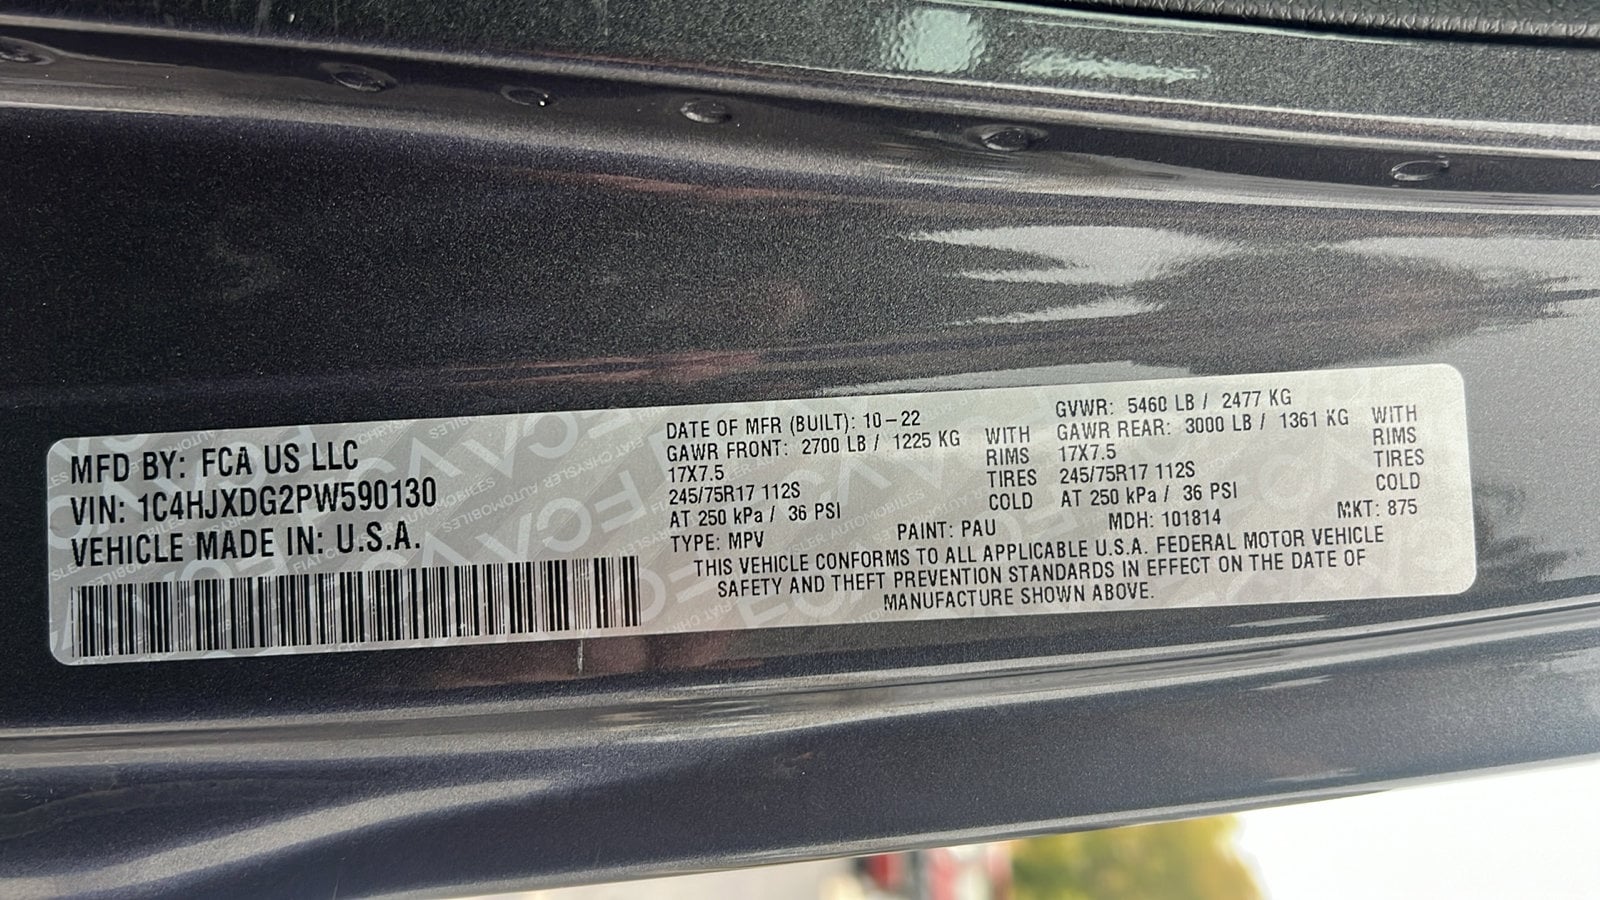 MFD BY: FCA US LLC
VIN: 1C4HJXDG2PW590130
VEHICLE MADE IN: U.S.A.
DATE OF MFR (BUILT): 10-22
GAWR FRONT: 2700 LB / 1225 KG WITH
17X7.5 RIMS
245/75R17 112S TIRES
AT 250 kPa / 36 PSI COLD
TYPE: MPV
GVWR: 5460 LB / 2477 KG
GAWR REAR: 3000 LB / 1361 KG WITH
17X7.5 RIMS
245/75R17 112S TIRES
AT 250 kPa / 36 PSI COLD
PAINT: PAU MDH: 101814 MKT: 875
THIS VEHICLE CONFORMS TO ALL APPLICABLE U.S.A. FEDERAL MOTOR VEHICLE
SAFETY AND THEFT PREVENTION STANDARDS IN EFFECT ON THE DATE OF
MANUFACTURE SHOWN ABOVE.